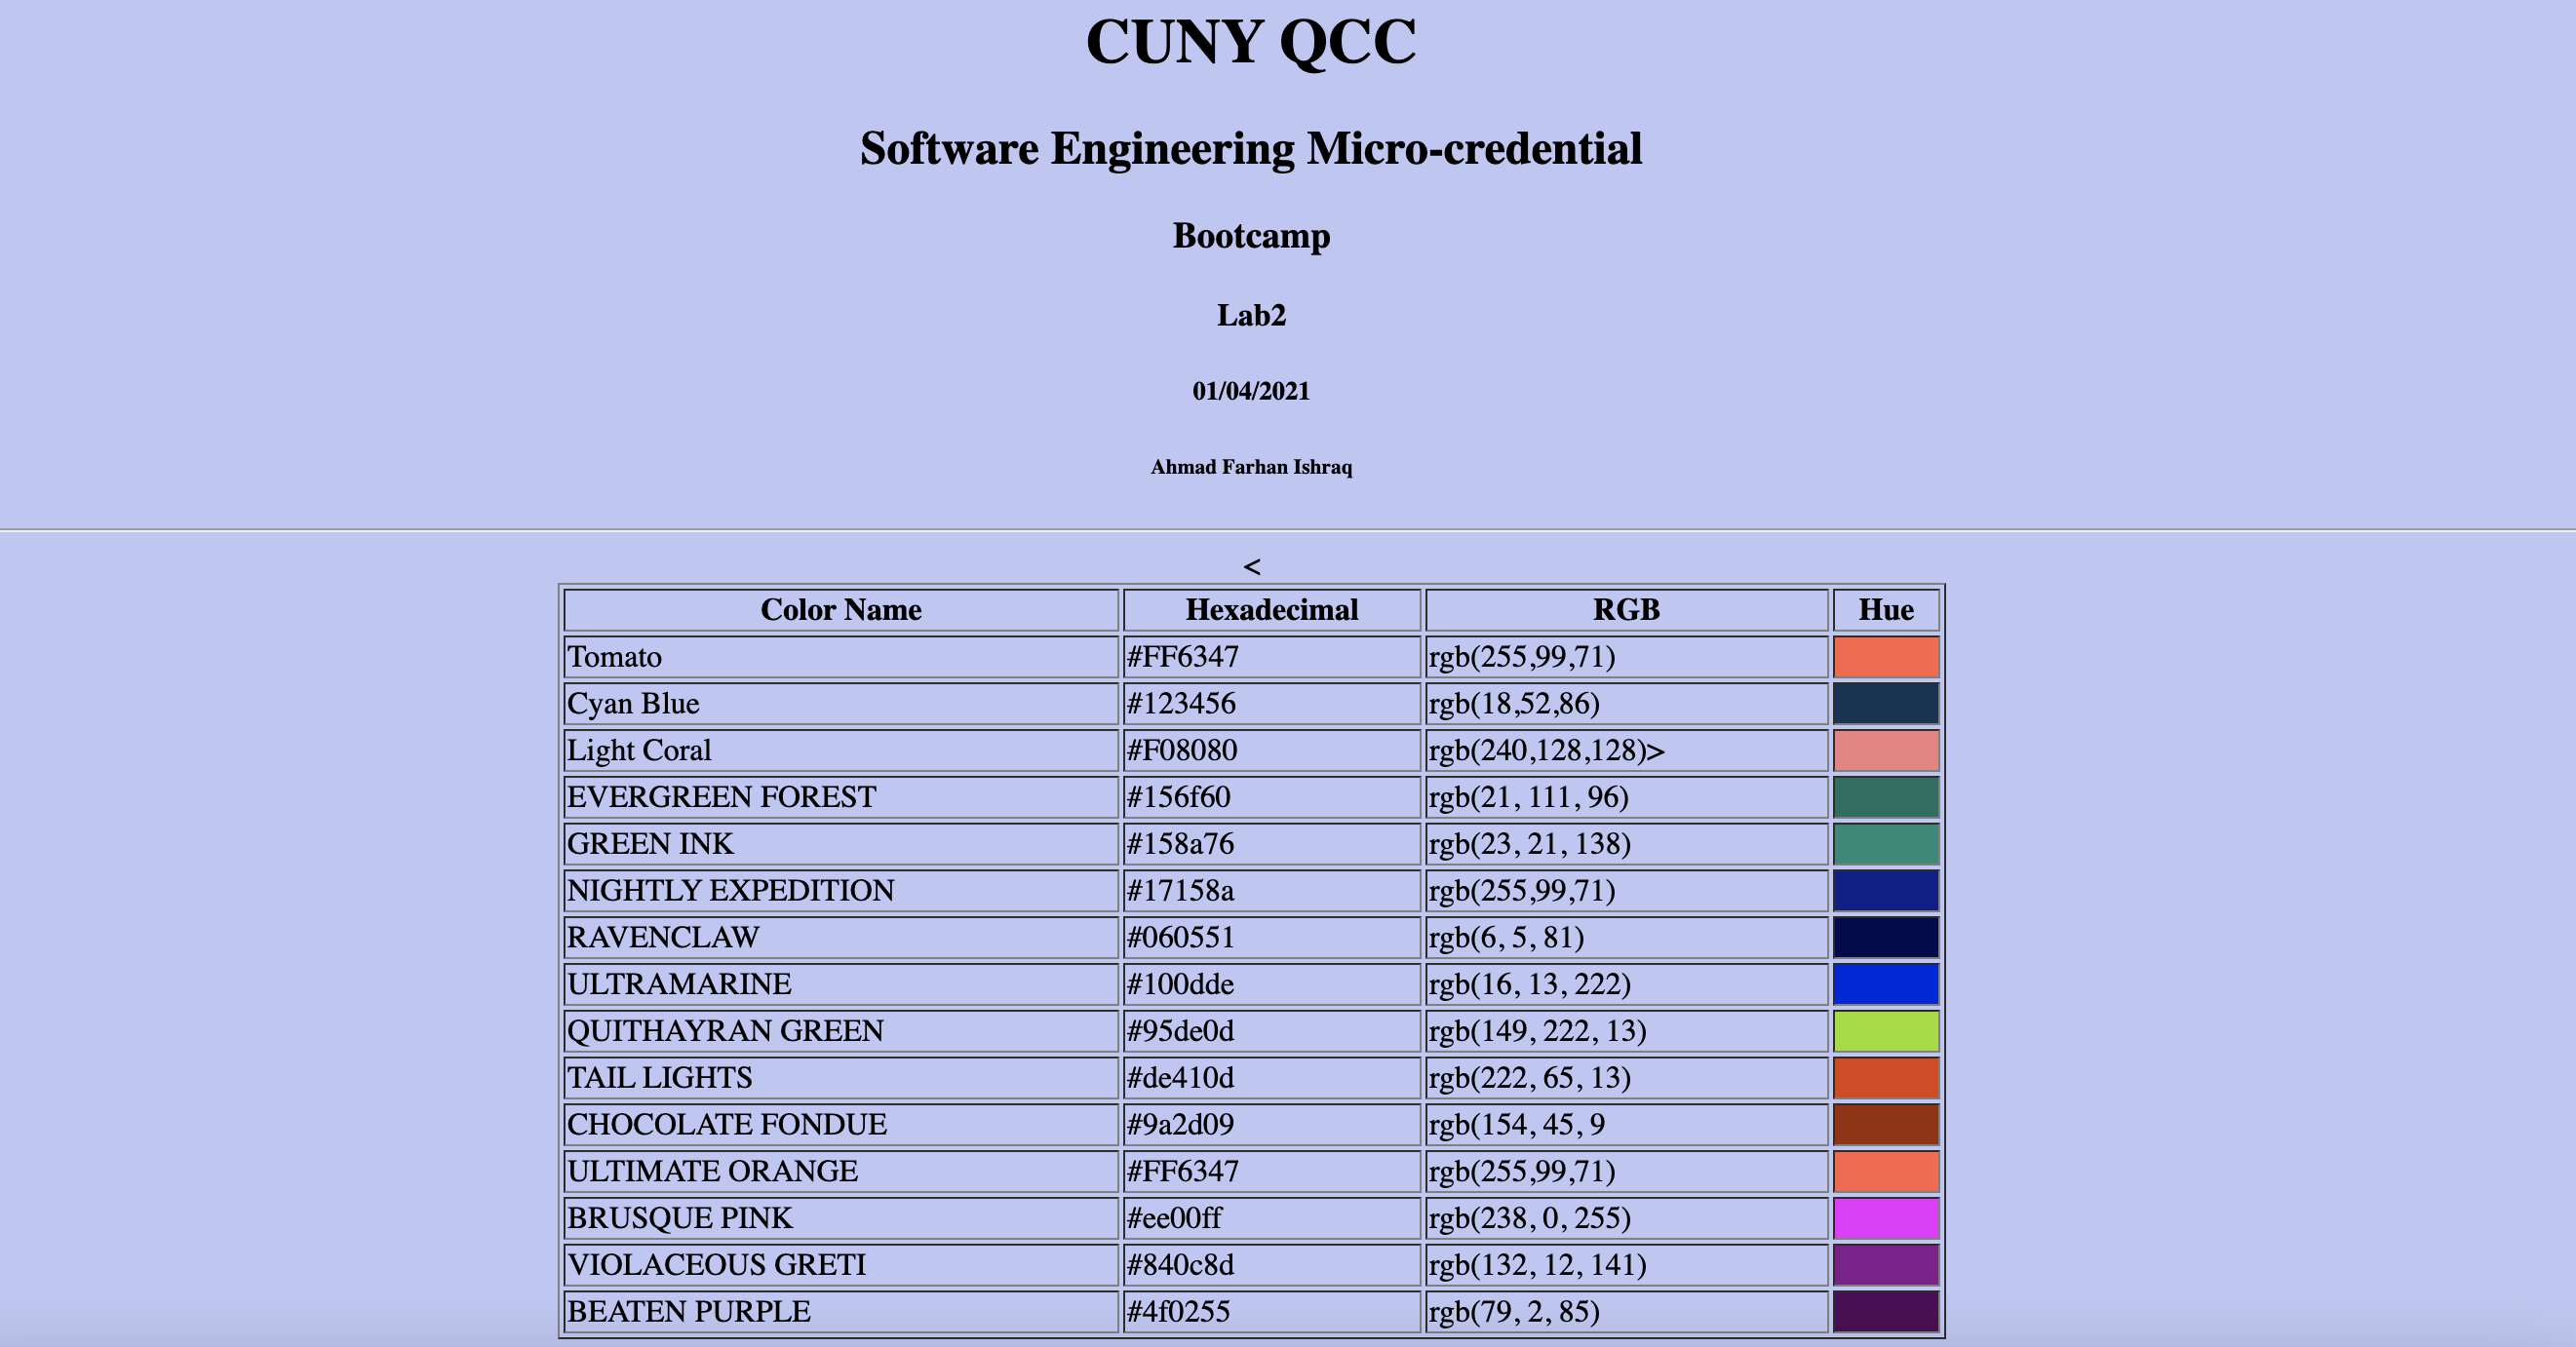 CUNY QCC
Software Engineering Micro-credential
Bootcamp
Lab2
01/04/2021
Ahmad Farhan Ishraq
<
Color Name Hexadecimal RGB Hue
Tomato #FF6347 rgb(255,99,71)
Cyan Blue #123456 rgb(18,52,86)
Light Coral #F08080 rgb(240,128,128)>
EVERGREEN FOREST #156f60 rgb(21, 111, 96)
GREEN INK #158a76 rgb(23, 21, 138)
NIGHTLY EXPEDITION #17158a rgb(255,99,71)
RAVENCLAW #060551 rgb(6, 5, 81)
ULTRAMARINE #100dde rgb(16, 13, 222)
QUITHAYRAN GREEN #95de0d rgb(149, 222, 13)
TAIL LIGHTS #de410d rgb(222, 65, 13)
CHOCOLATE FONDUE #9a2d09 rgb(154, 45, 9
ULTIMATE ORANGE #FF6347 rgb(255,99,71)
BRUSQUE PINK #ee00ff rgb(238, 0, 255)
VIOLACEOUS GRETI #840c8d rgb(132, 12, 141)
BEATEN PURPLE #4f0255 rgb(79, 2, 85)